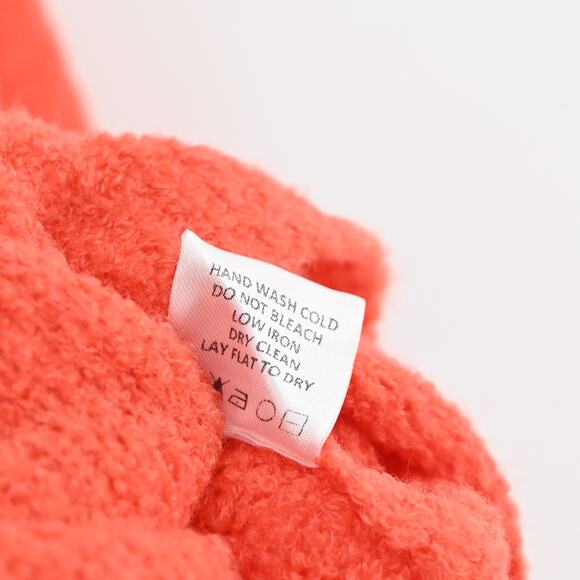 HAND WASH COLD
DO NOT BLEACH
LOW IRON
DRY CLEAN
LAY FLAT TO DRY